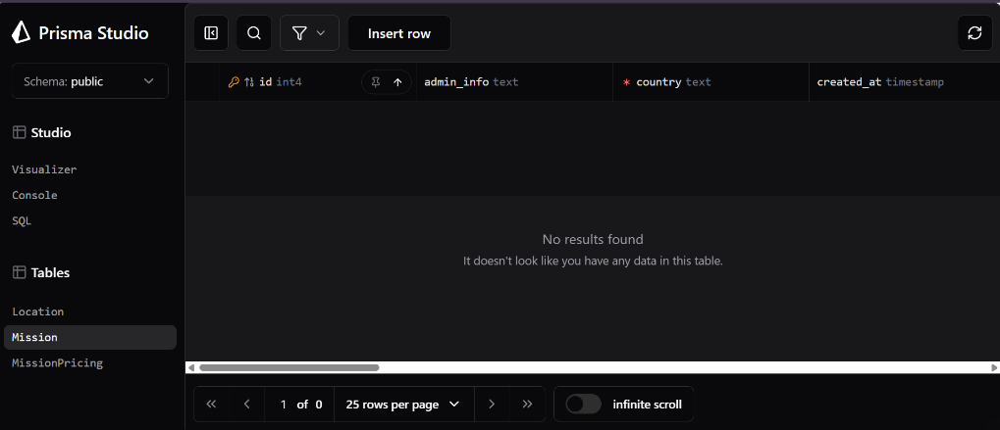 Prisma Studio
Insert row
Schema: public
id int4
admin_info text
* country text
created_at timestamp
Studio
Visualizer
Console
SQL
Tables
Location
Mission
MissionPricing
No results found
It doesn't look like you have any data in this table.
1 of 0
25 rows per page
infinite scroll